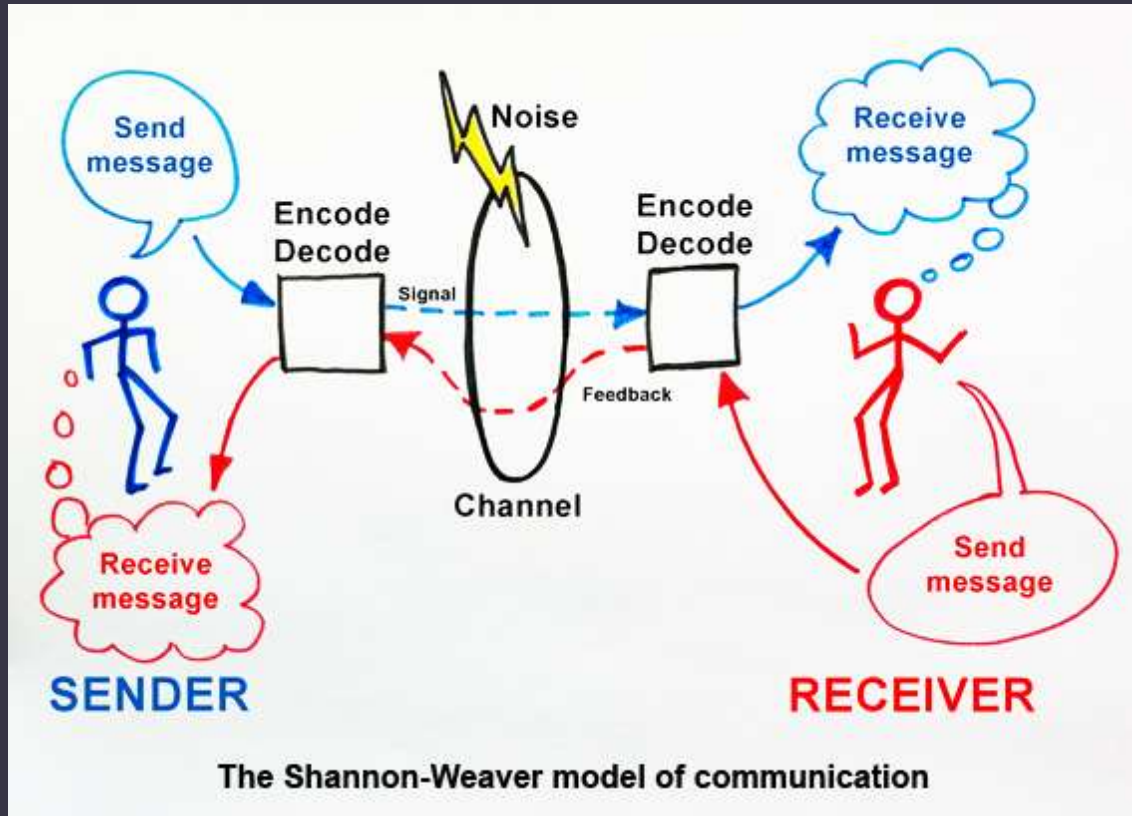 Send
message
Noise
Receive
message
Encode
Decode
Encode
Decode
Signal
Feedback
Channel
Receive
message
Send
message
SENDER
RECEIVER
The Shannon-Weaver model of communication